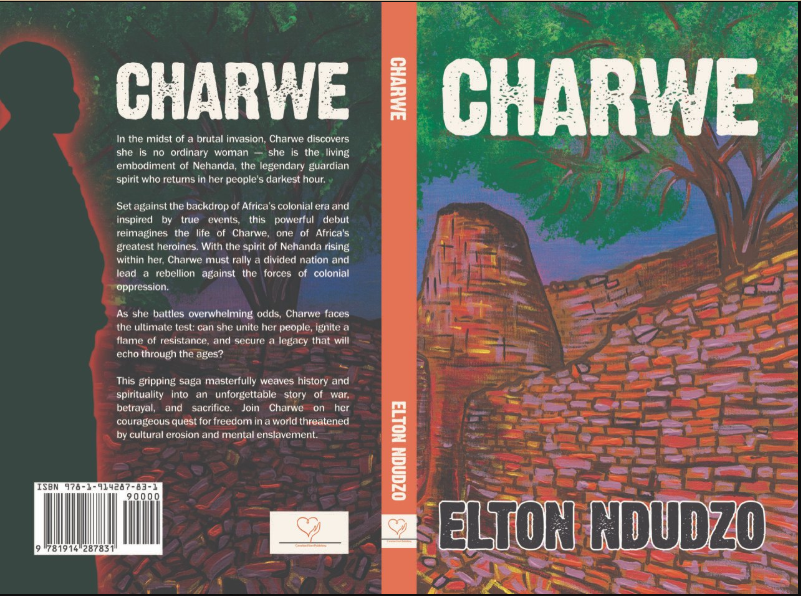 CHARWE
In the midst of a brutal invasion, Charwe discovers
she is no ordinary woman — she is the living
embodiment of Nehanda, the legendary guardian
spirit who returns in her people's darkest hour.
Set against the backdrop of Africa's colonial era and
inspired by true events, this powerful debut
reimagines the life of Charwe, one of Africa's
greatest heroines. With the spirit of Nehanda rising
within her, Charwe must rally a divided nation and
lead a rebellion against the forces of colonial
oppression.
As she battles overwhelming odds, Charwe faces
the ultimate test: can she unite her people, ignite a
flame of resistance, and secure a legacy that will
echo through the ages?
This gripping saga masterfully weaves history and
spirituality into an unforgettable story of war,
betrayal, and sacrifice. Join Charwe on her
courageous quest for freedom in a world threatened
by cultural erosion and mental enslavement.
ISBN 978-1-914287-83-1
90000
9 781914 287831
CHARWE
ELTON NDUDZO
CHARWE
ELTON NDUDZO